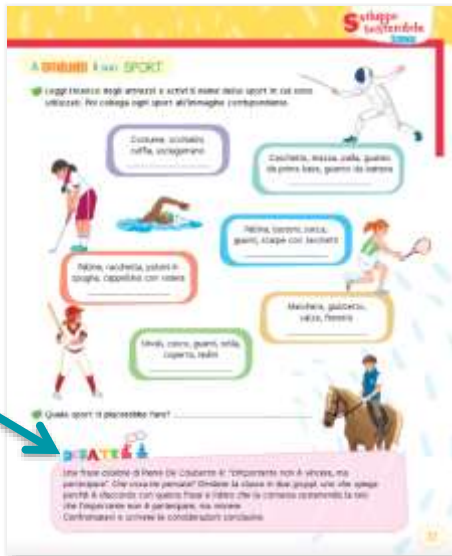 Sviluppo
Sostenibile
A OGNUNO il suo SPORT
Leggi l'elenco degli attrezzi e scrivi il nome dello sport in cui sono
utilizzati. Poi collega ogni sport all'immagine corrispondente.
Costume, occhialini,
cuffia, asciugamano
Caschetto, mazza, palla, guanto
da prima base, guanto da battuta
Palline, bastoni, sacca,
guanti, scarpe con tacchetti
Palline, racchetta, polsini in
spugna, cappellino con visiera
Maschera, giubbetto,
calze, fioretto
Stivali, casco, guanti, sella,
coperta, redini
Quale sport ti piacerebbe fare?
DEBATE
Una frase celebre di Pierre De Coubertin è: "L'importante non è vincere, ma
partecipare". Che cosa ne pensate? Dividete la classe in due gruppi: uno che spiega
perché è d'accordo con questa frase e l'altro che la contesta sostenendo la tesi
che l'importante non è partecipare, ma vincere.
Confrontatevi e scrivete le considerazioni conclusive.